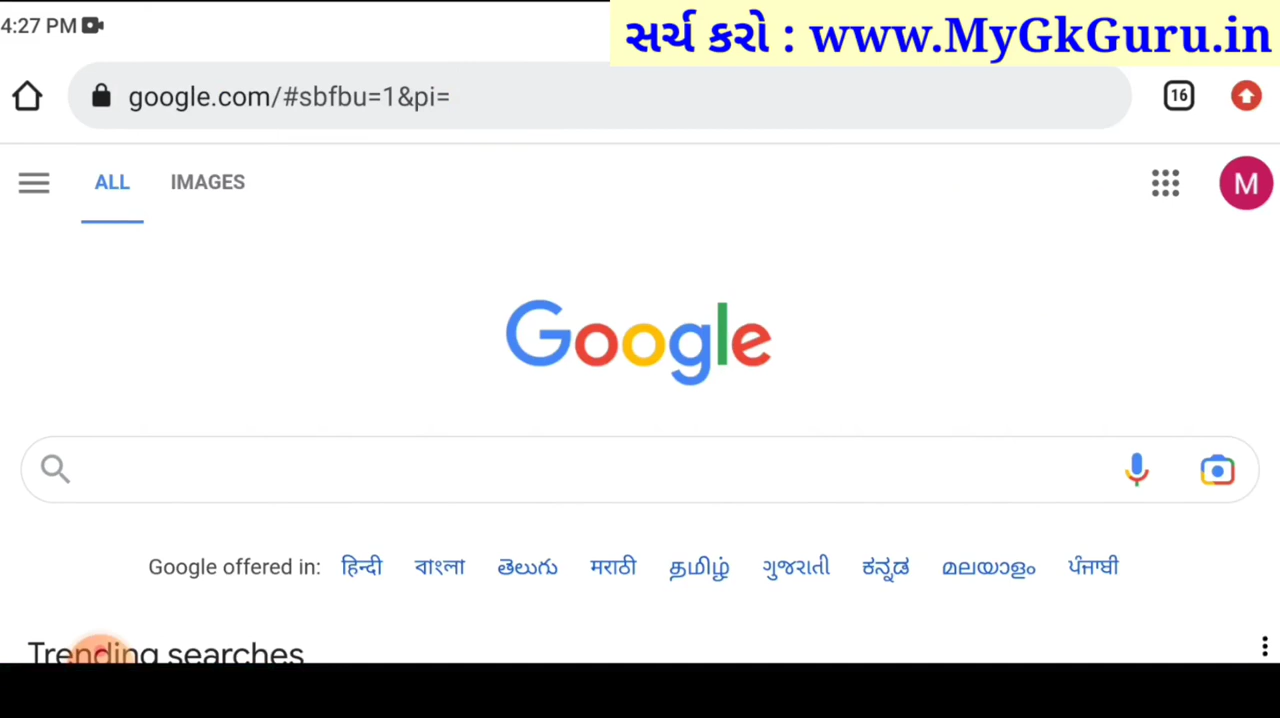 4:27 PM
સર્ચ કરો : www.MyGkGuru.in
google.com/#sbfbu=1&pi=
16
ALL IMAGES
M
Google
Google offered in: हिन्दी বাংলা తెలుగు मराठी தமிழ் ગુજરાતી ಕನ್ನಡ മലയാളം ਪੰਜਾਬੀ
Trending searches